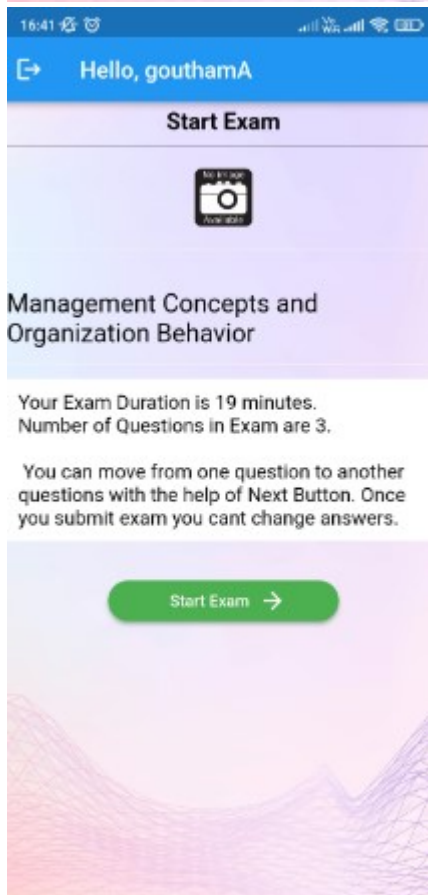 16:41
Hello, gouthamA
Start Exam
No Image
Available
Management Concepts and
Organization Behavior
Your Exam Duration is 19 minutes.
Number of Questions in Exam are 3.
You can move from one question to another
questions with the help of Next Button. Once
you submit exam you cant change answers.
Start Exam